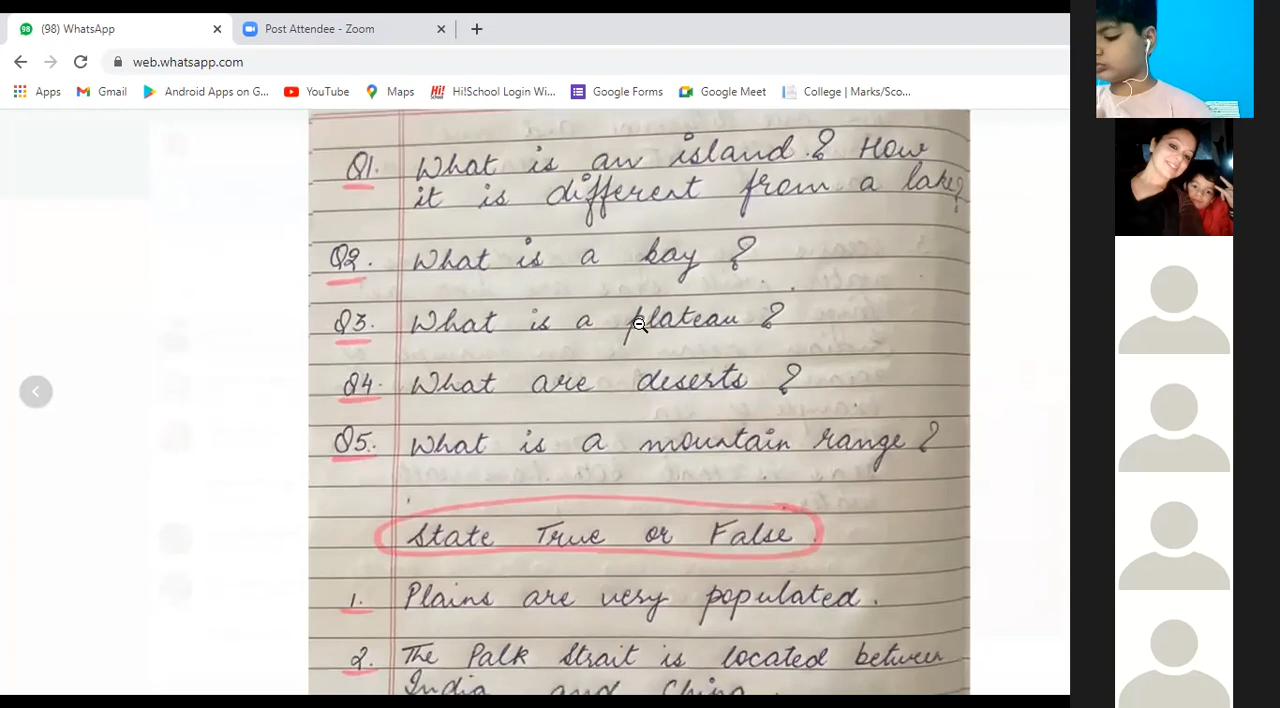 (98) WhatsApp
Post Attendee - Zoom
web.whatsapp.com
Apps
Gmail
Android Apps on G...
YouTube
Maps
Hi!School Login Wi...
Google Forms
Google Meet
College | Marks/Sco...
Q1. What is an island? How
it is different from a lake?
Q2. What is a bay?
Q3. What is a plateau?
Q4. What are deserts?
Q5. What is a mountain range?
State True or False.
1. Plains are very populated.
2. The Palk Strait is located between
India and China.